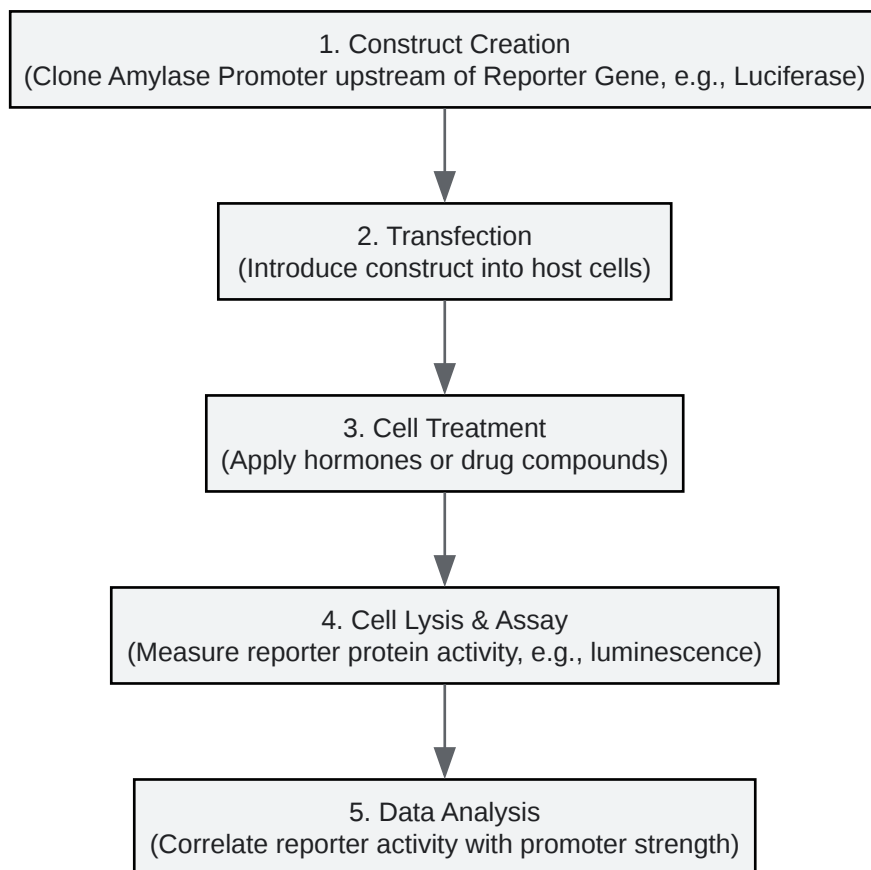 1. Construct Creation
(Clone Amylase Promoter upstream of Reporter Gene, e.g., Luciferase)
2. Transfection
(Introduce construct into host cells)
3. Cell Treatment
(Apply hormones or drug compounds)
4. Cell Lysis & Assay
(Measure reporter protein activity, e.g., luminescence)
5. Data Analysis
(Correlate reporter activity with promoter strength)